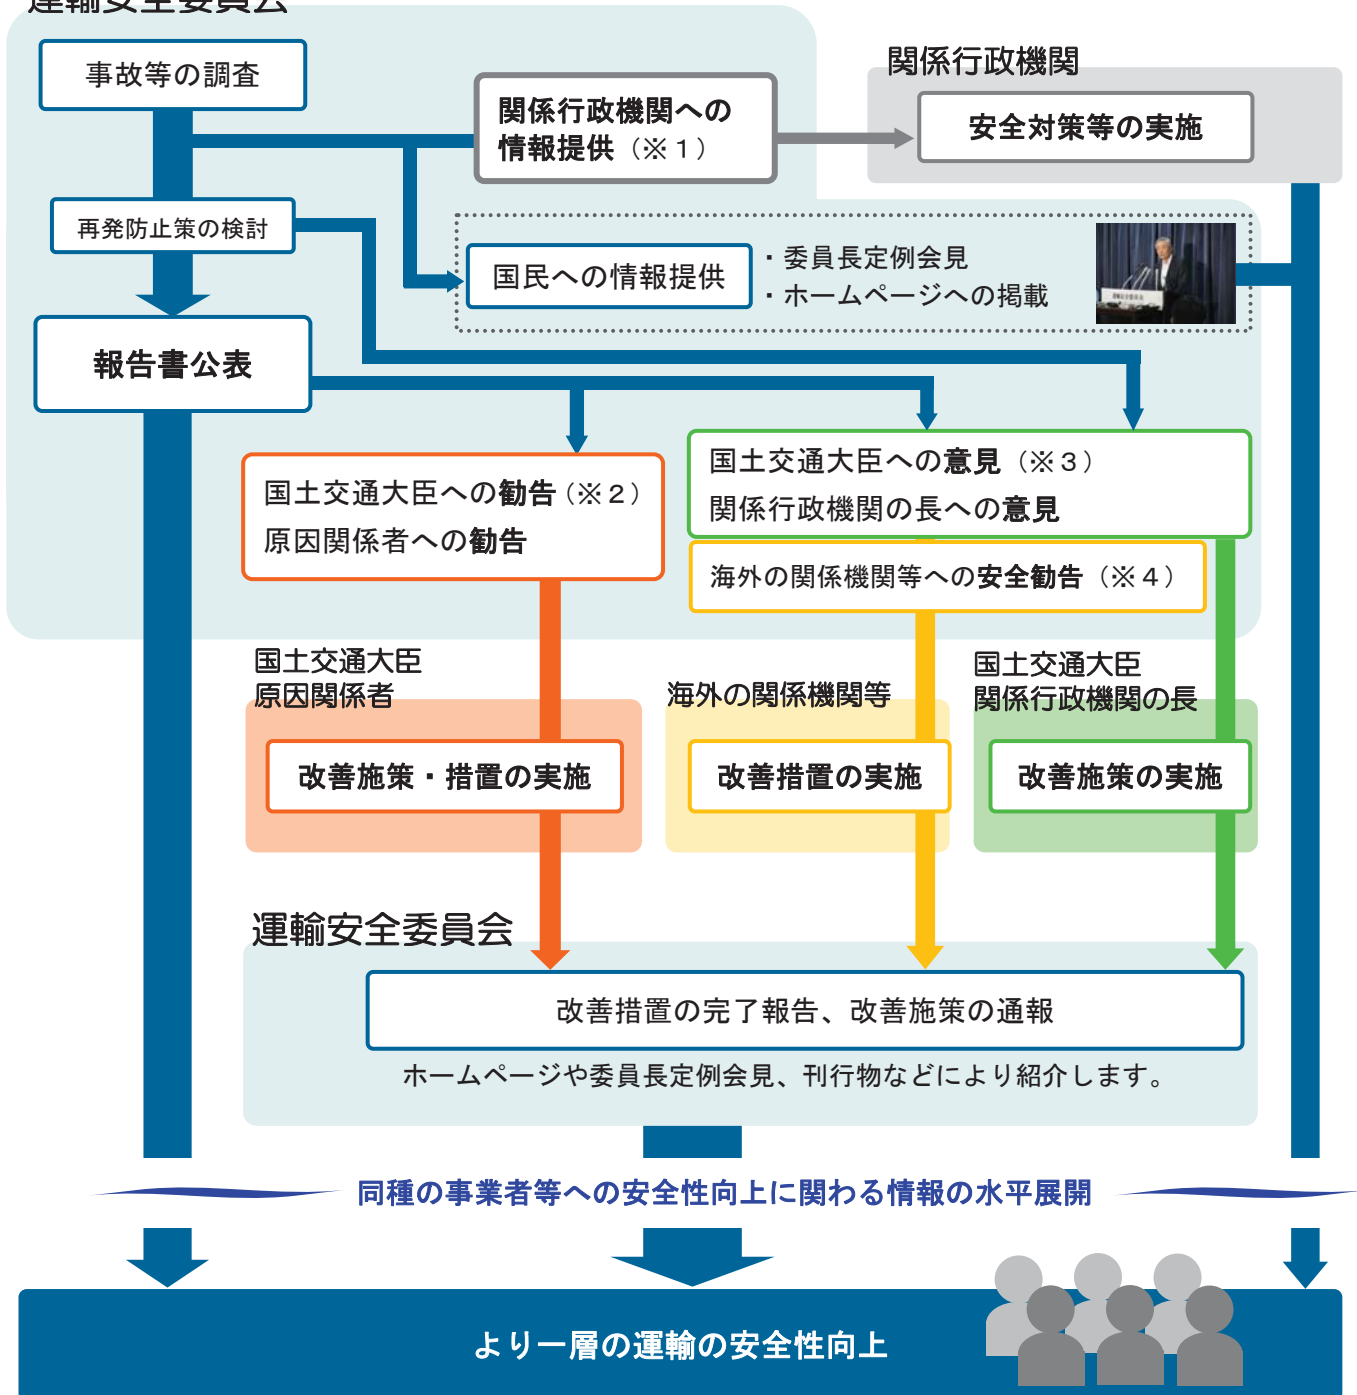 運輸安全委員会
事故等の調査
関係行政機関への
情報提供（※１）
関係行政機関
安全対策等の実施
再発防止策の検討
国民への情報提供
・委員長定例会見
・ホームページへの掲載
報告書公表
国土交通大臣への勧告（※２）
原因関係者への勧告
国土交通大臣への意見（※３）
関係行政機関の長への意見
海外の関係機関等への安全勧告（※４）
国土交通大臣
原因関係者
改善施策・措置の実施
海外の関係機関等
改善措置の実施
国土交通大臣
関係行政機関の長
改善施策の実施
運輸安全委員会
改善措置の完了報告、改善施策の通報
ホームページや委員長定例会見、刊行物などにより紹介します。
同種の事業者等への安全性向上に関わる情報の水平展開
より一層の運輸の安全性向上